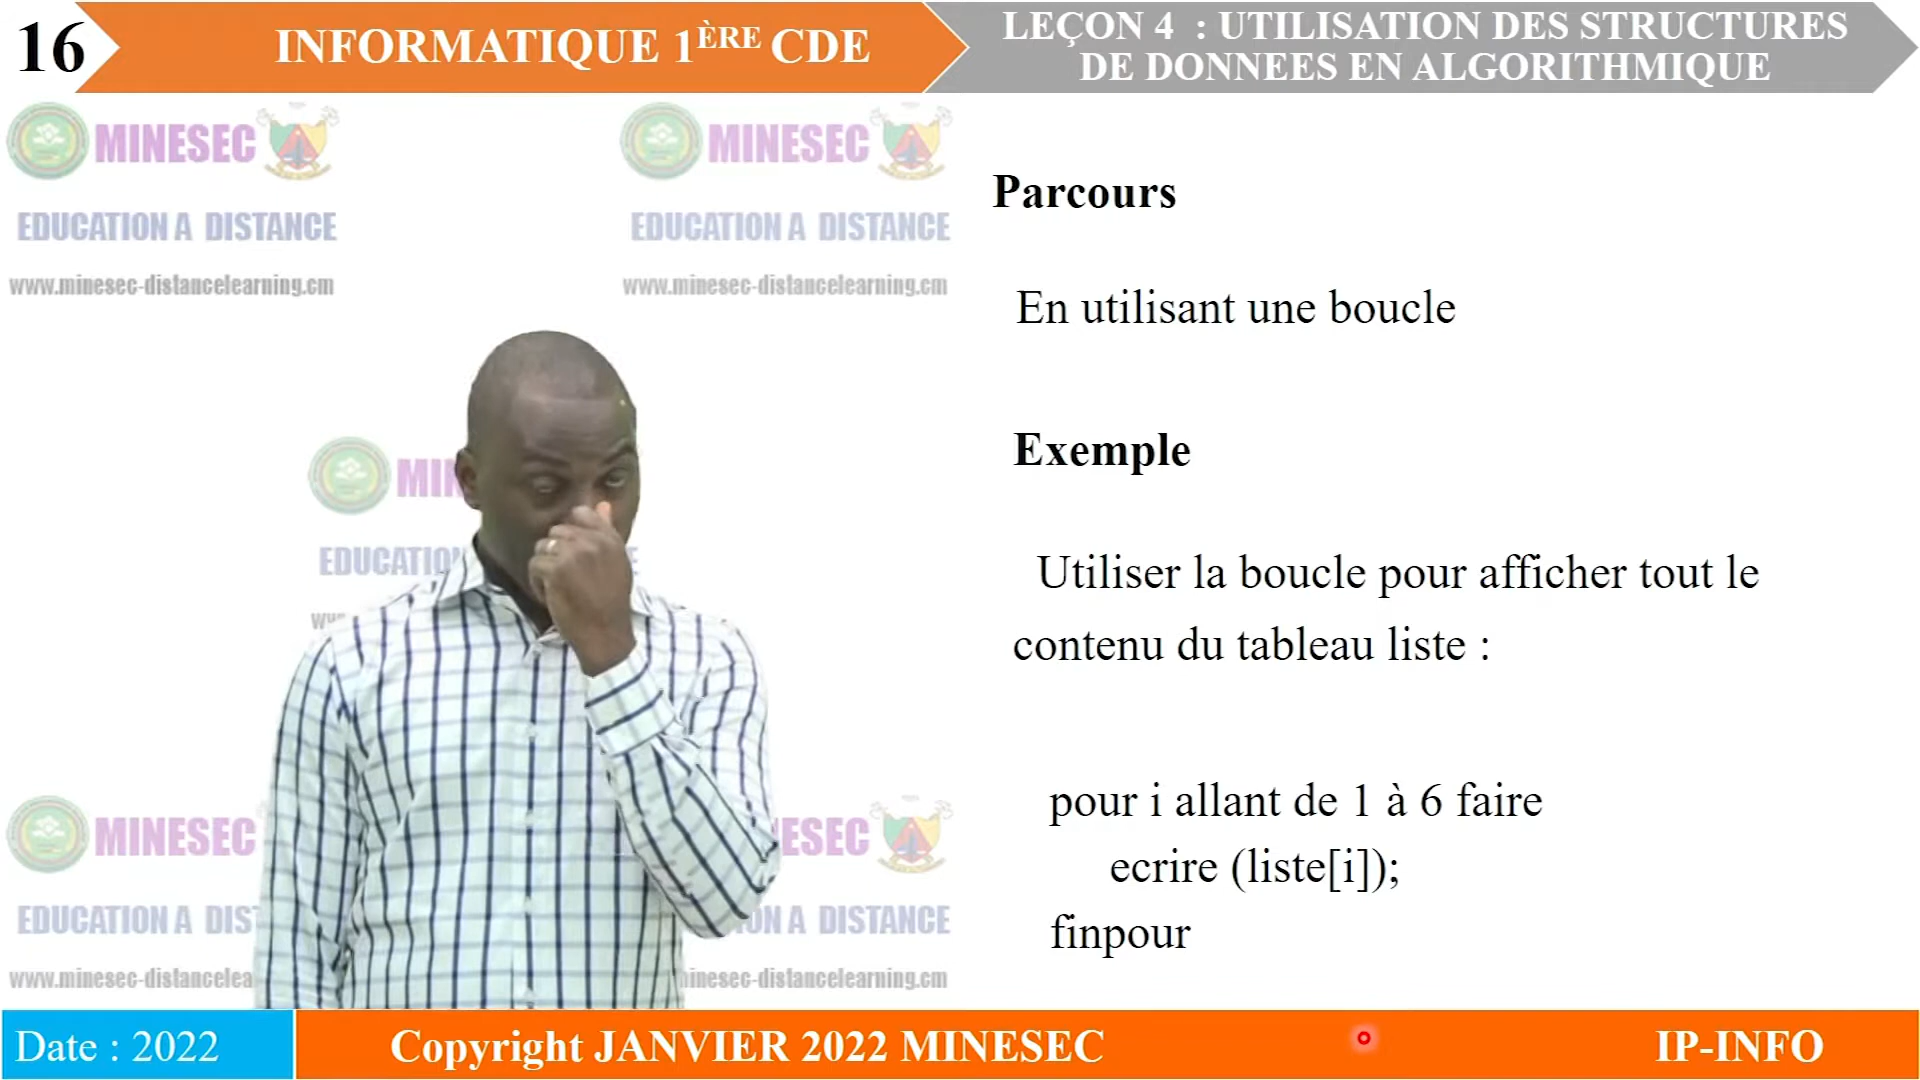 16
INFORMATIQUE 1ÈRE CDE
LEÇON 4 : UTILISATION DES STRUCTURES
DE DONNEES EN ALGORITHMIQUE
MINESEC
EDUCATION A DISTANCE
www.minesec-distancelearning.cm
MINESEC
EDUCATION A DISTANCE
www.minesec-distancelearning.cm
Parcours
En utilisant une boucle
Exemple
Utiliser la boucle pour afficher tout le
contenu du tableau liste :
pour i allant de 1 à 6 faire
ecrire (liste[i]);
finpour
MINESEC
Date : 2022
Copyright JANVIER 2022 MINESEC
IP-INFO